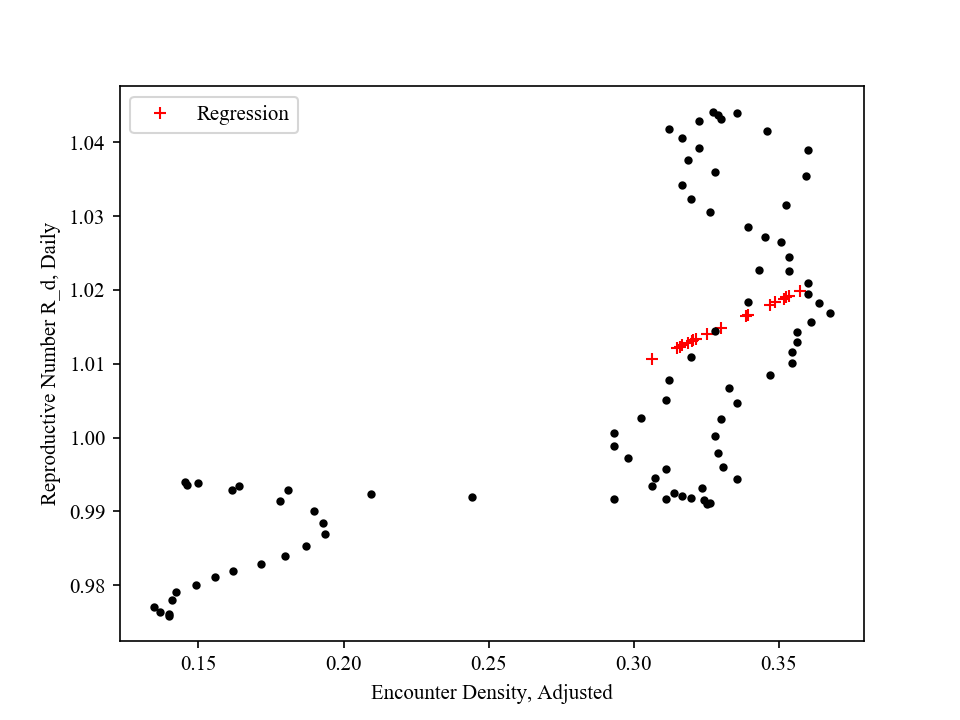 Regression
1.04
1.03
1.02
1.01
1.00
0.99
0.98
Reproductive Number R_d, Daily
0.15 0.20 0.25 0.30 0.35
Encounter Density, Adjusted